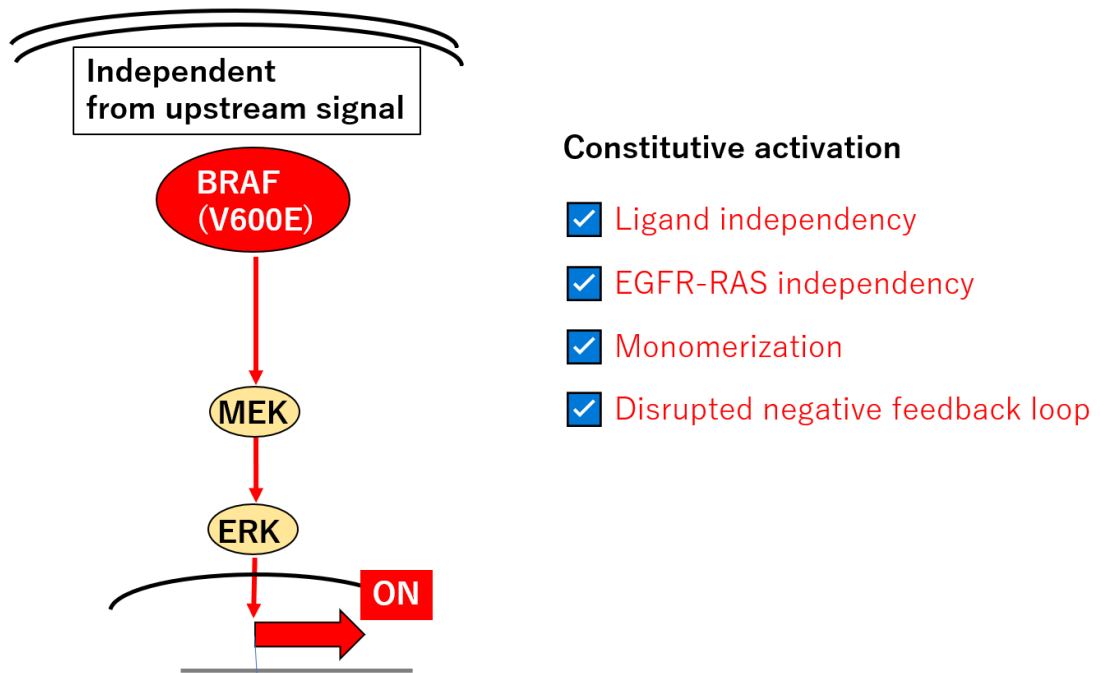 Independent
from upstream signal
BRAF
(V600E)
MEK
ERK
ON
Constitutive activation
Ligand independency
EGFR-RAS independency
Monomerization
Disrupted negative feedback loop